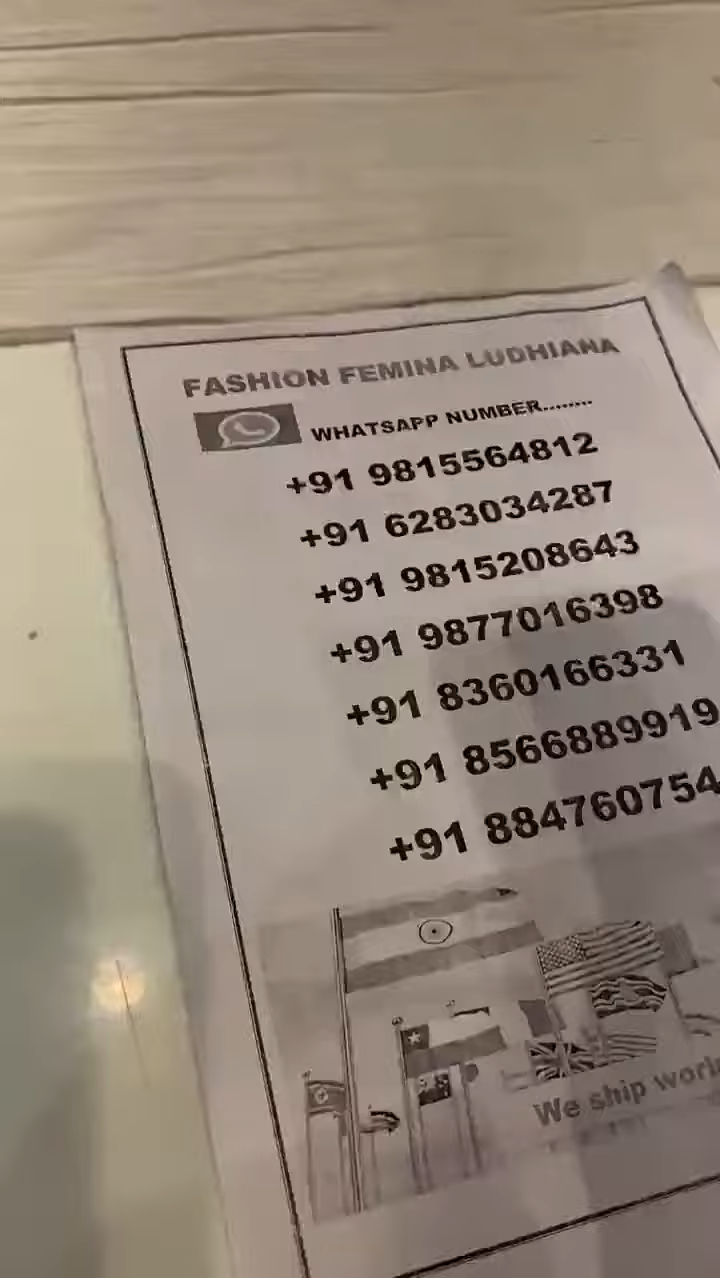 FASHION FEMINA LUDHIANA
WHATSAPP NUMBER........
+91 9815564812
+91 6283034287
+91 9815208643
+91 9877016398
+91 8360166331
+91 8566889919
+91 884760754
We ship